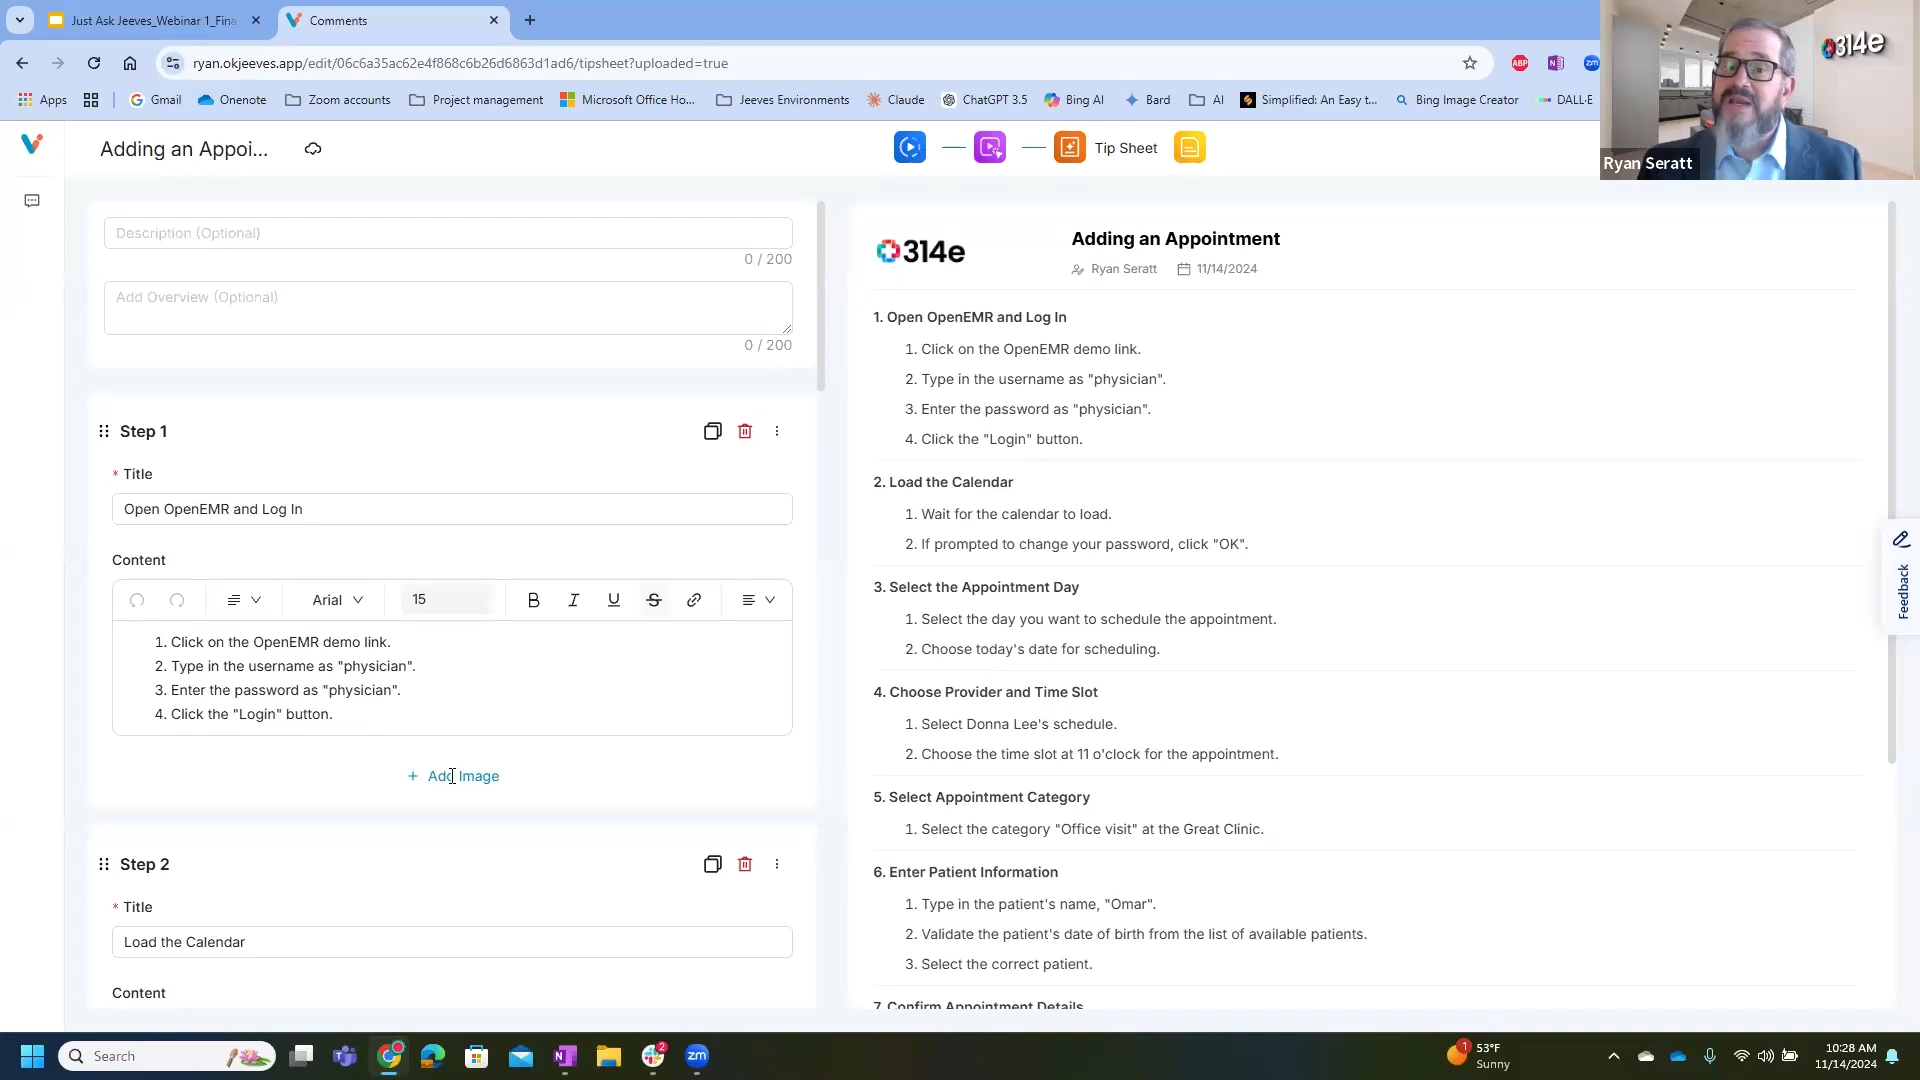 Just Ask Jeeves_Webinar 1_Fina
Comments
ryan.okjeeves.app/edit/06c6a35ac62e4f868c6b26d6863d1ad6/tipsheet?uploaded=true
ABP
N
zm
Apps
Gmail
Onenote
Zoom accounts
Project management
Microsoft Office Ho...
Jeeves Environments
Claude
ChatGPT 3.5
Bing AI
Bard
AI
Simplified: An Easy t...
Bing Image Creator
DALL·E
314e
Ryan Seratt
Adding an Appoi...
Tip Sheet
Description (Optional)
0 / 200
Add Overview (Optional)
0 / 200
Step 1
* Title
Open OpenEMR and Log In
Content
Arial
15
B
I
U
S
1. Click on the OpenEMR demo link.
2. Type in the username as "physician".
3. Enter the password as "physician".
4. Click the "Login" button.
+ Add Image
Step 2
* Title
Load the Calendar
Content
314e
Adding an Appointment
Ryan Seratt
11/14/2024
1. Open OpenEMR and Log In
1. Click on the OpenEMR demo link.
2. Type in the username as "physician".
3. Enter the password as "physician".
4. Click the "Login" button.
2. Load the Calendar
1. Wait for the calendar to load.
2. If prompted to change your password, click "OK".
3. Select the Appointment Day
1. Select the day you want to schedule the appointment.
2. Choose today's date for scheduling.
4. Choose Provider and Time Slot
1. Select Donna Lee's schedule.
2. Choose the time slot at 11 o'clock for the appointment.
5. Select Appointment Category
1. Select the category "Office visit" at the Great Clinic.
6. Enter Patient Information
1. Type in the patient's name, "Omar".
2. Validate the patient's date of birth from the list of available patients.
3. Select the correct patient.
7. Confirm Appointment Details
Feedback
Search
2
zm
1
53°F
Sunny
10:28 AM
11/14/2024